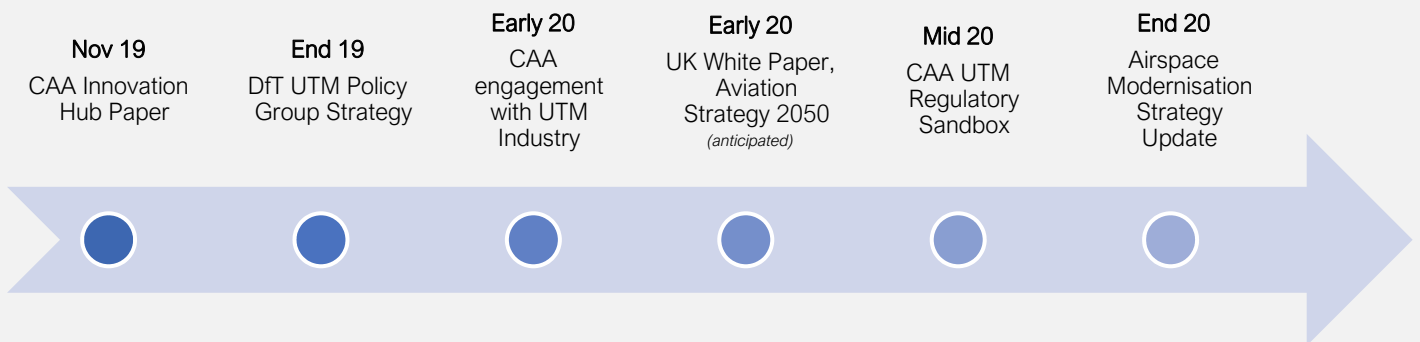 Nov 19
CAA Innovation
Hub Paper
End 19
DfT UTM Policy
Group Strategy
Early 20
CAA
engagement
with UTM
Industry
Early 20
UK White Paper,
Aviation
Strategy 2050
(anticipated)
Mid 20
CAA UTM
Regulatory
Sandbox
End 20
Airspace
Modernisation
Strategy
Update